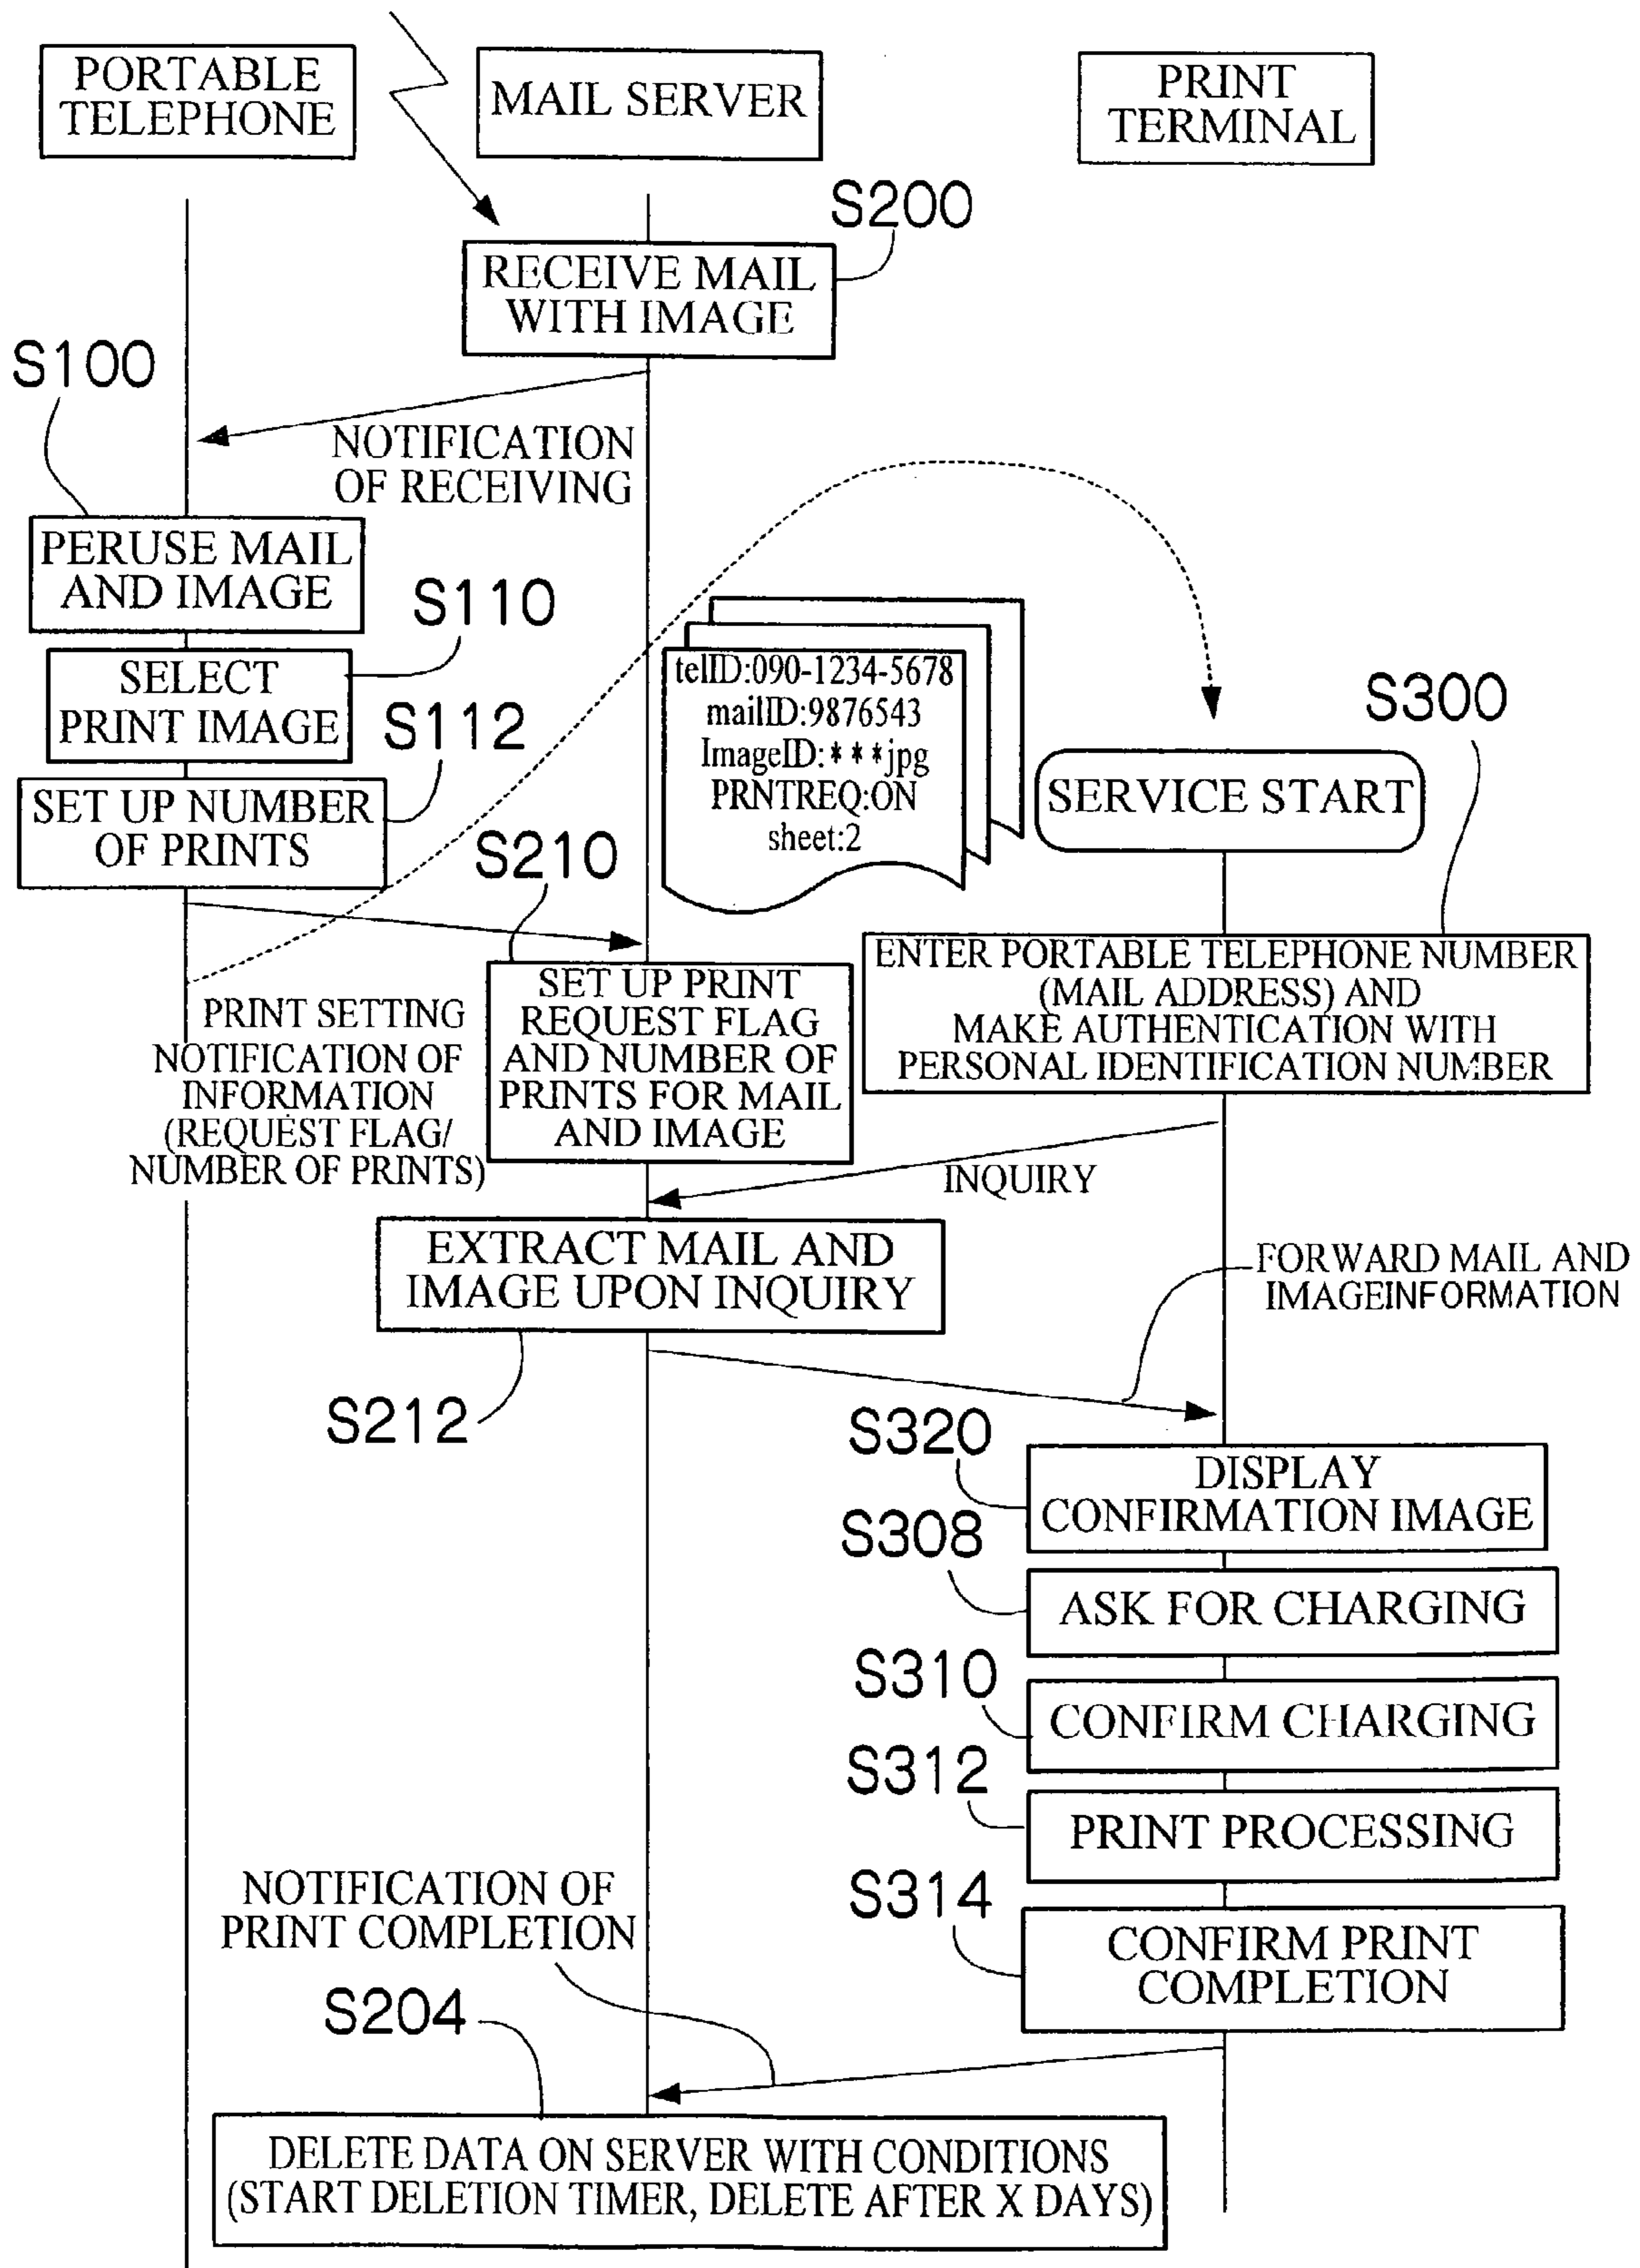 PORTABLE
TELEPHONE
MAIL SERVER
PRINT
TERMINAL
S200
RECEIVE MAIL
WITH IMAGE
S100
NOTIFICATION
OF RECEIVING
PERUSE MAIL
AND IMAGE
S110
SELECT
PRINT IMAGE
S112
SET UP NUMBER
OF PRINTS
telID:090-1234-5678
mailID:9876543
ImageID:***jpg
PRNTREQ:ON
sheet:2
S300
SERVICE START
S210
ENTER PORTABLE TELEPHONE NUMBER
(MAIL ADDRESS) AND
MAKE AUTHENTICATION WITH
PERSONAL IDENTIFICATION NUMBER
SET UP PRINT
REQUEST FLAG
AND NUMBER OF
PRINTS FOR MAIL
AND IMAGE
PRINT SETTING
NOTIFICATION OF
INFORMATION
(REQUEST FLAG/
NUMBER OF PRINTS)
INQUIRY
EXTRACT MAIL AND
IMAGE UPON INQUIRY
FORWARD MAIL AND
IMAGEINFORMATION
S212
S320
DISPLAY
CONFIRMATION IMAGE
S308
ASK FOR CHARGING
S310
CONFIRM CHARGING
S312
PRINT PROCESSING
S314
CONFIRM PRINT
COMPLETION
NOTIFICATION OF
PRINT COMPLETION
S204
DELETE DATA ON SERVER WITH CONDITIONS
(START DELETION TIMER, DELETE AFTER X DAYS)